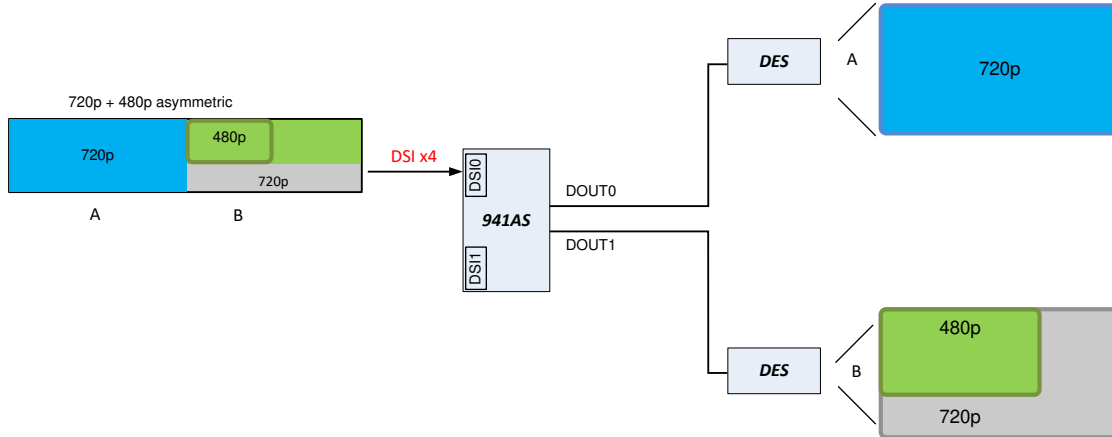 720p + 480p asymmetric
720p
480p
720p
A
B
DSI x4
DSI0
941AS
DSI1
DOUT0
DOUT1
DES
A
720p
DES
B
480p
720p